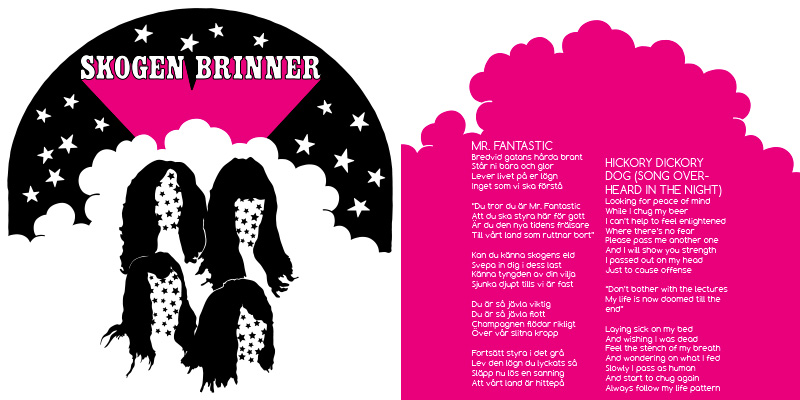 SKOGEN BRINNER
MR. FANTASTIC
Bredvid gatans hårda brant
Står ni bara och glor
Lever livet på er lögn
Inget som vi ska förstå
"Du tror du är Mr. Fantastic
Att du ska styra här för gott
Är du den nya tidens frälsare
Till vårt land som ruttnar bort"
Kan du känna skogens eld
Svepa in dig i dess last
Känna tyngden av din vilja
Sjunka djupt tills vi är fast
Du är så jävla viktig
Du är så jävla flott
Champagnen flödar rikligt
Över vår slitna kropp
Fortsätt styra i det grå
Lev den lögn du lyckats så
Släpp nu lös en sanning
Att vårt land är hittepå
HICKORY DICKORY
DOG (SONG OVER-
HEARD IN THE NIGHT)
Looking for peace of mind
While I chug my beer
I can't help to feel enlightened
Where there's no fear
Please pass me another one
And I will show you strength
I passed out on my head
Just to cause offense
"Don't bother with the lectures
My life is now doomed till the
end"
Laying sick on my bed
And wishing I was dead
Feel the stench of my breath
And wondering on what I fed
Slowly I pass as human
And start to chug again
Always follow my life pattern